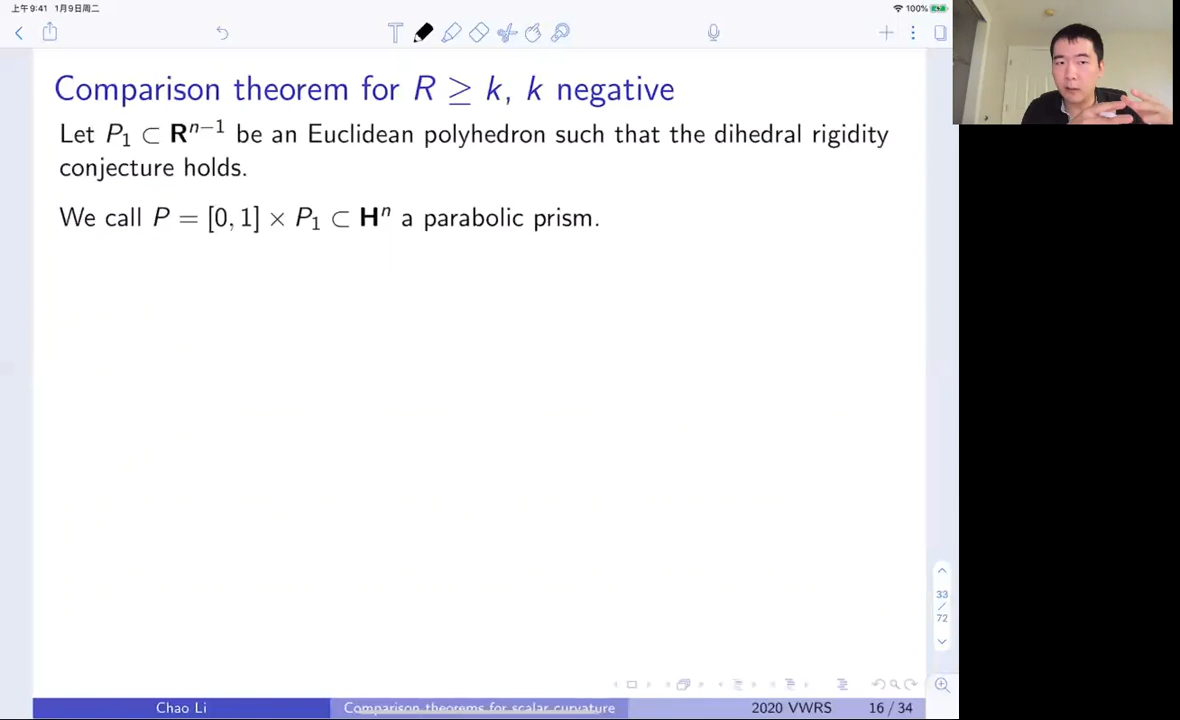 上午9:41 1月9日周二
100%
Comparison theorem for R ≥ k, k negative
Let P₁ ⊂ Rⁿ⁻¹ be an Euclidean polyhedron such that the dihedral rigidity
conjecture holds.
We call P = [0, 1] × P₁ ⊂ Hⁿ a parabolic prism.
33
/
72
Chao Li
Comparison theorems for scalar curvature
2020 VWRS
16 / 34